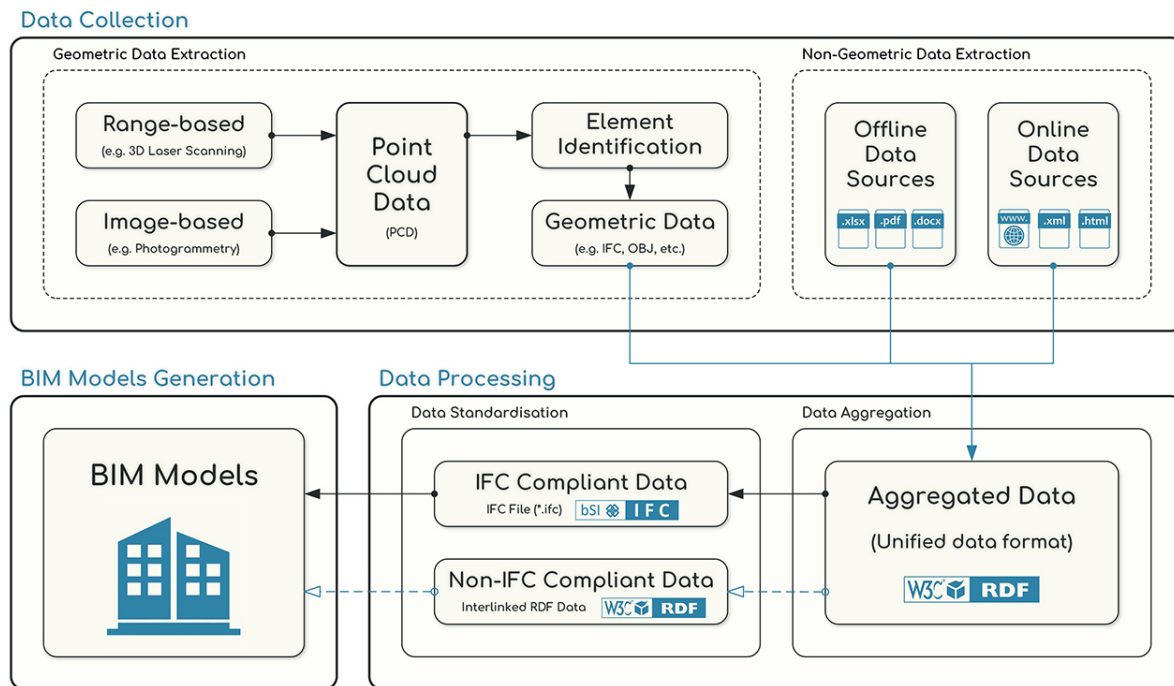 Data Collection
Geometric Data Extraction
Range-based
(e.g. 3D Laser Scanning)
Image-based
(e.g. Photogrammetry)
Point
Cloud
Data
(PCD)
Element
Identification
Geometric Data
(e.g. IFC, OBJ, etc.)
Non-Geometric Data Extraction
Offline
Data
Sources
.xlsx
.pdf
.docx
Online
Data
Sources
www.
.xml
.html
BIM Models Generation
BIM Models
Data Processing
Data Standardisation
IFC Compliant Data
IFC File (*.ifc)
bSI
IFC
Non-IFC Compliant Data
Interlinked RDF Data
W3C
RDF
Data Aggregation
Aggregated Data
(Unified data format)
W3C
RDF